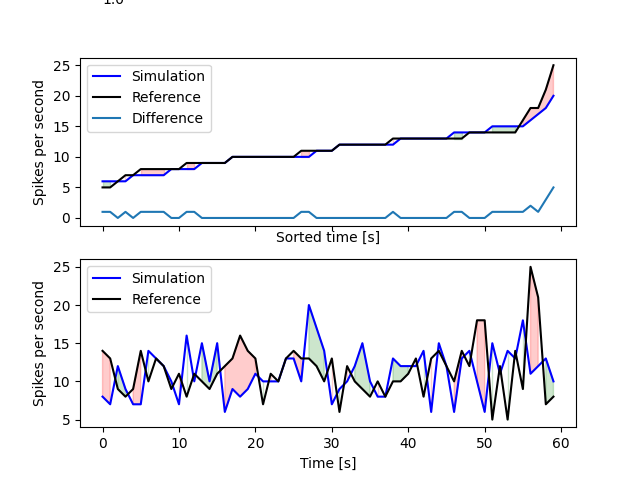 1.0
25
20
15
10
5
0
Spikes per second
Simulation
Reference
Difference
Sorted time [s]
25
20
15
10
5
Spikes per second
Simulation
Reference
0 10 20 30 40 50 60
Time [s]